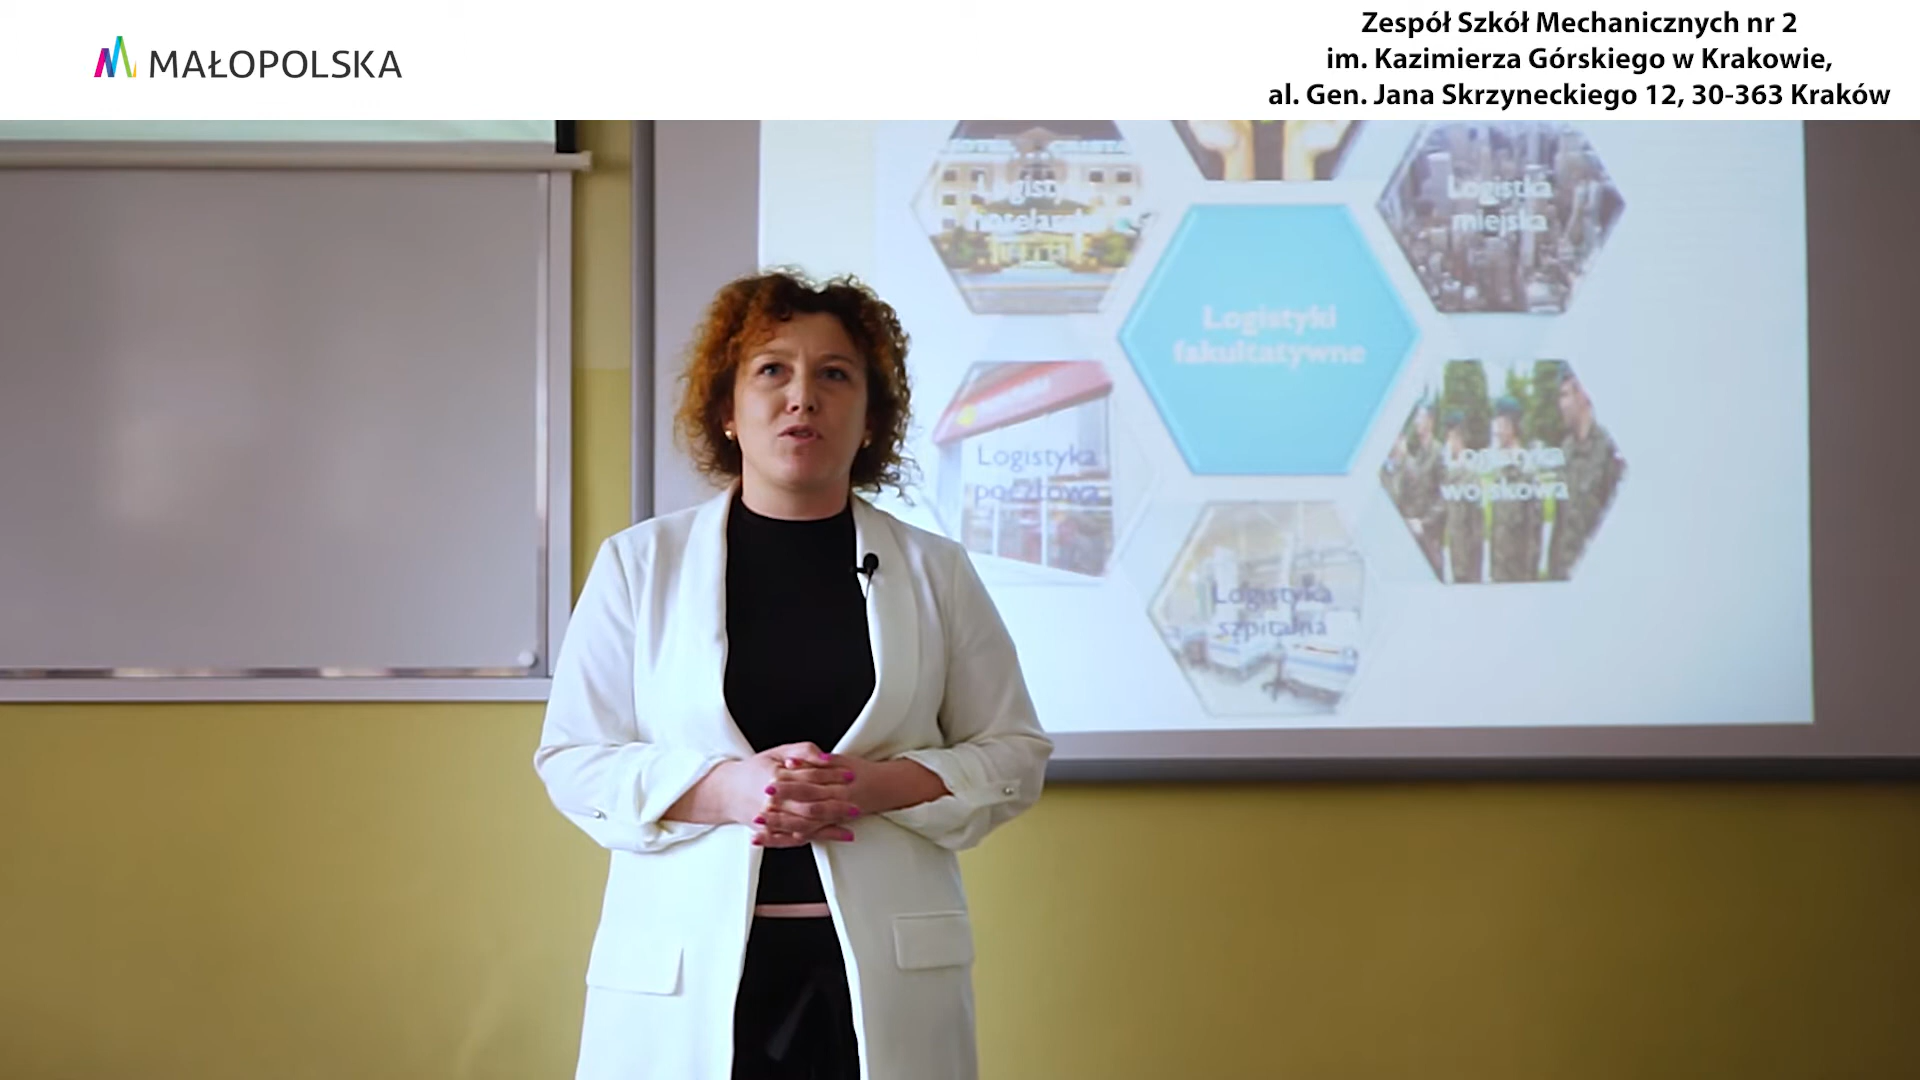 MAŁOPOLSKA
Zespół Szkół Mechanicznych nr 2
im. Kazimierza Górskiego w Krakowie,
al. Gen. Jana Skrzyneckiego 12, 30-363 Kraków
Logistka
miejska
Logistyki
fakultatywne
Logistyka
pocztowa
Logistyka
wojskowa
Logistyka
szpitalna